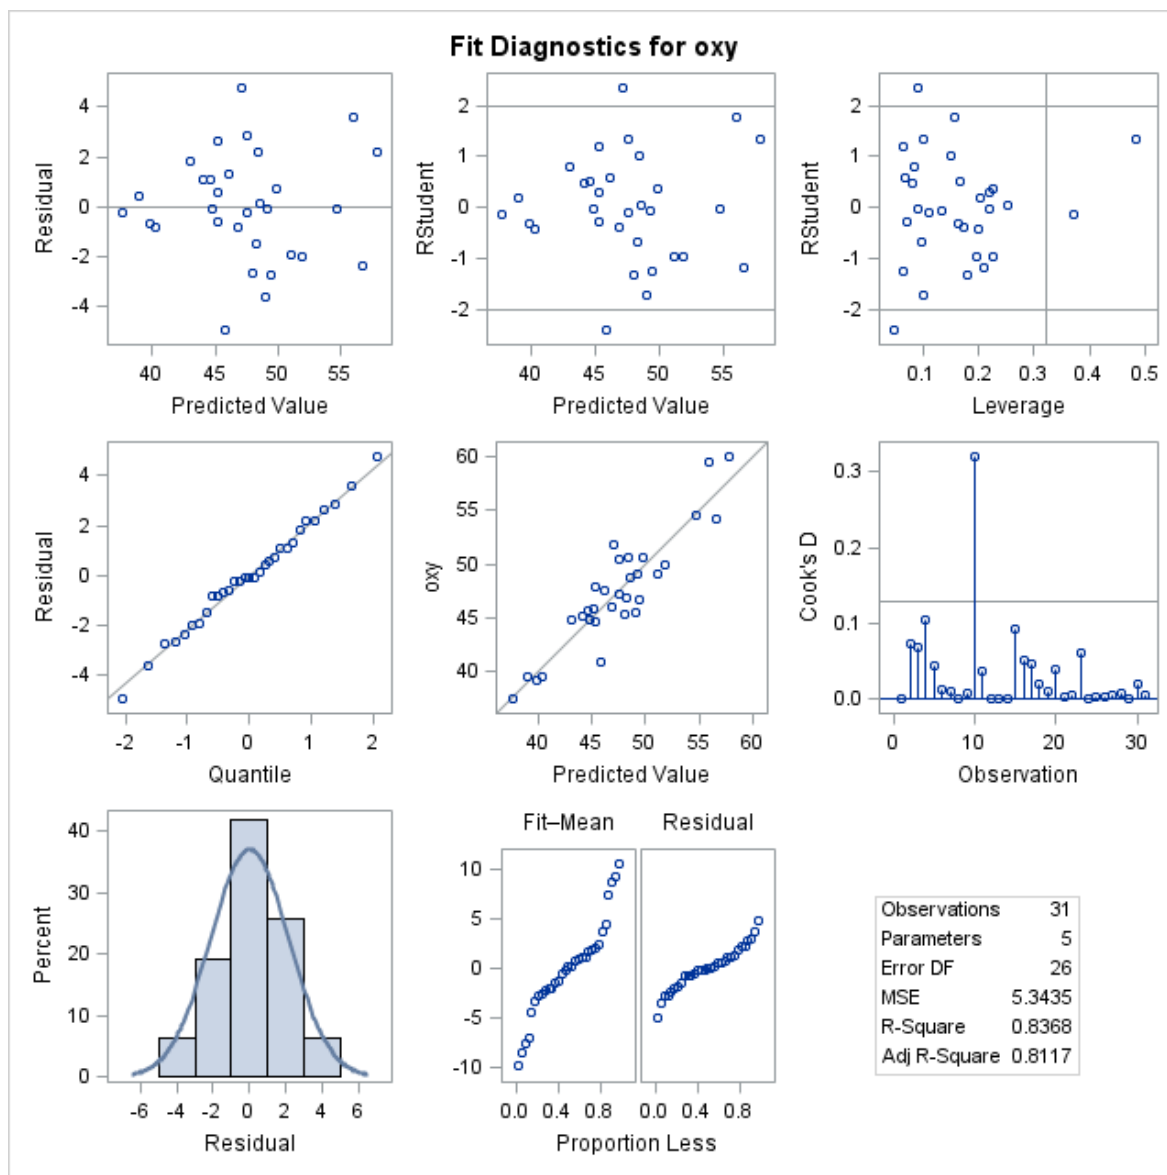 Fit Diagnostics for oxy
Residual
4
2
0
-2
-4
40 45 50 55
Predicted Value
RStudent
2
1
0
-1
-2
40 45 50 55
Predicted Value
RStudent
2
1
0
-1
-2
0.1 0.2 0.3 0.4 0.5
Leverage
Residual
4
2
0
-2
-4
-2 -1 0 1 2
Quantile
oxy
60
55
50
45
40
40 45 50 55 60
Predicted Value
Cook's D
0.3
0.2
0.1
0.0
0 10 20 30
Observation
Percent
40
30
20
10
0
-6 -4 -2 0 2 4 6
Residual
Fit–Mean Residual
10
5
0
-5
-10
0.0 0.4 0.8 0.0 0.4 0.8
Proportion Less
Observations 31
Parameters 5
Error DF 26
MSE 5.3435
R-Square 0.8368
Adj R-Square 0.8117